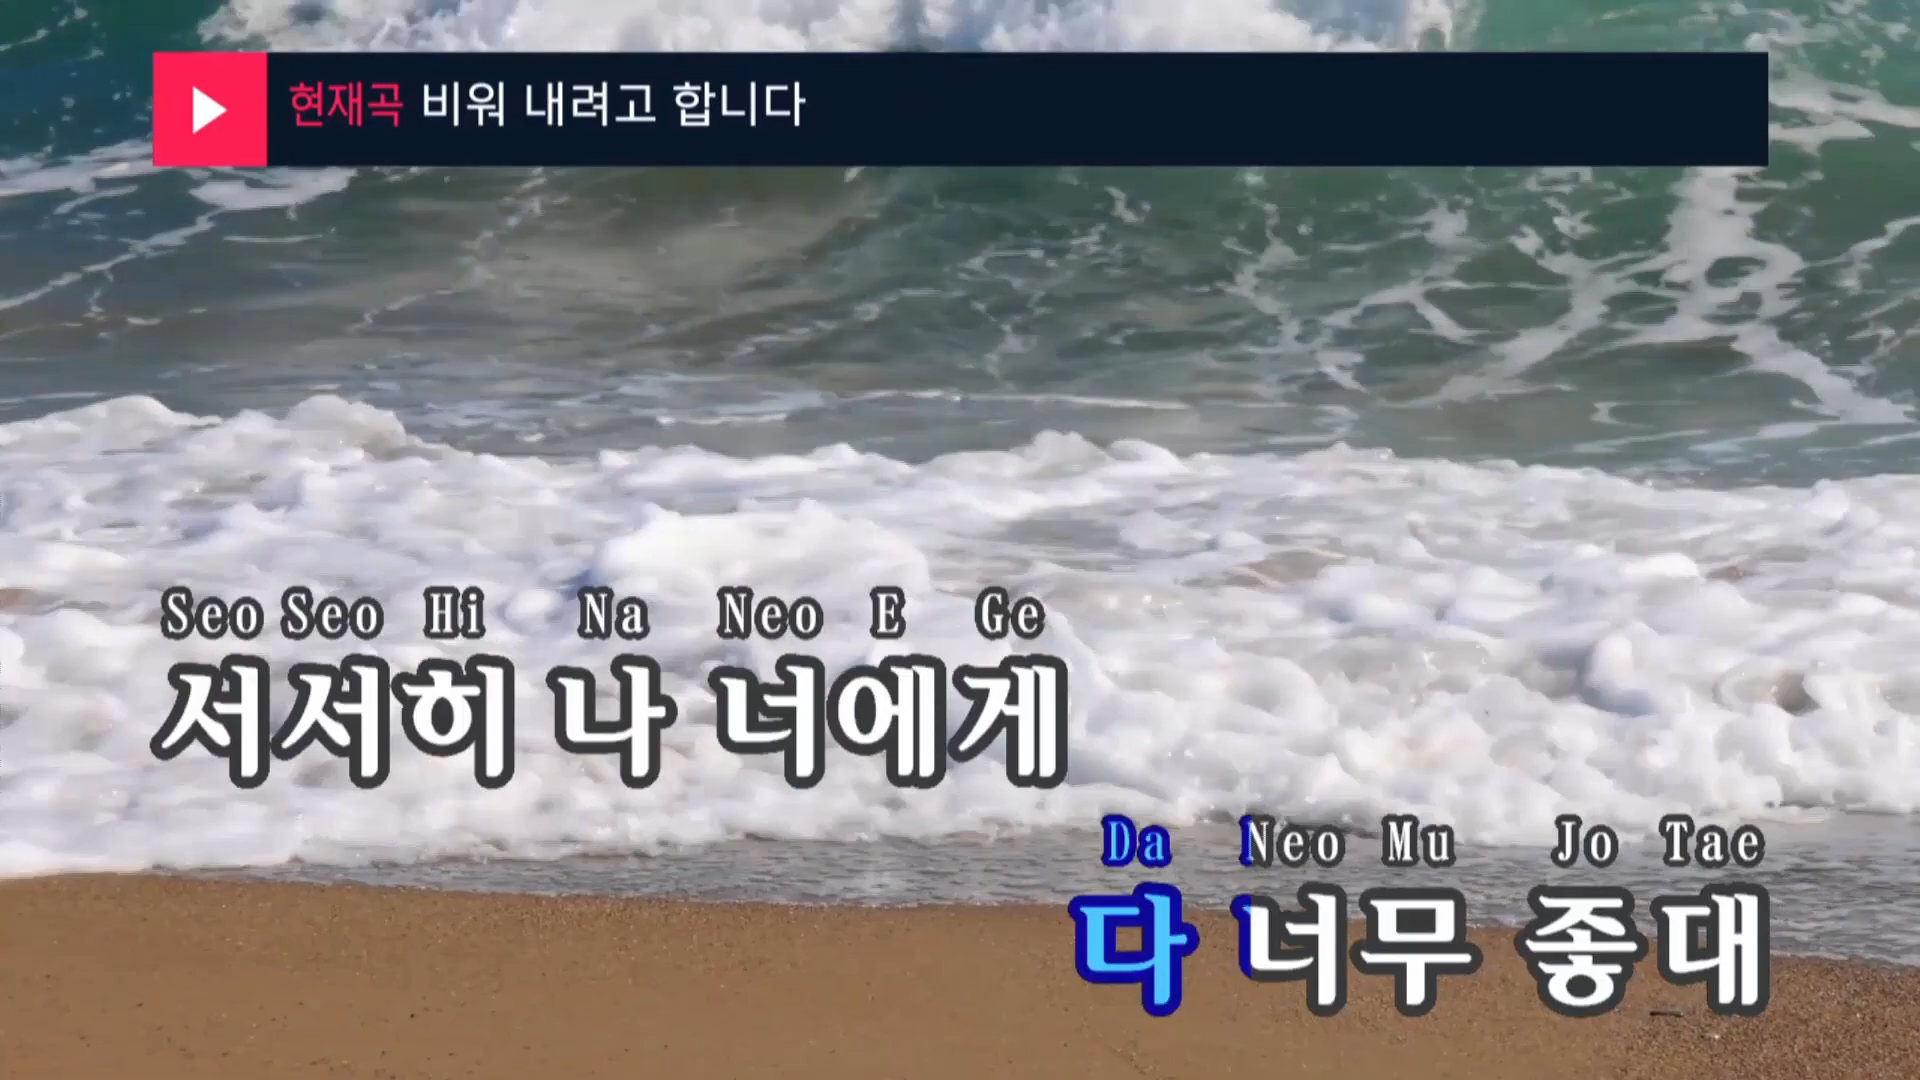 현재곡 비워 내려고 합니다
Seo Seo Hi Na Neo E Ge
서서히 나 너에게
Da Neo Mu Jo Tae
다 너무 좋대